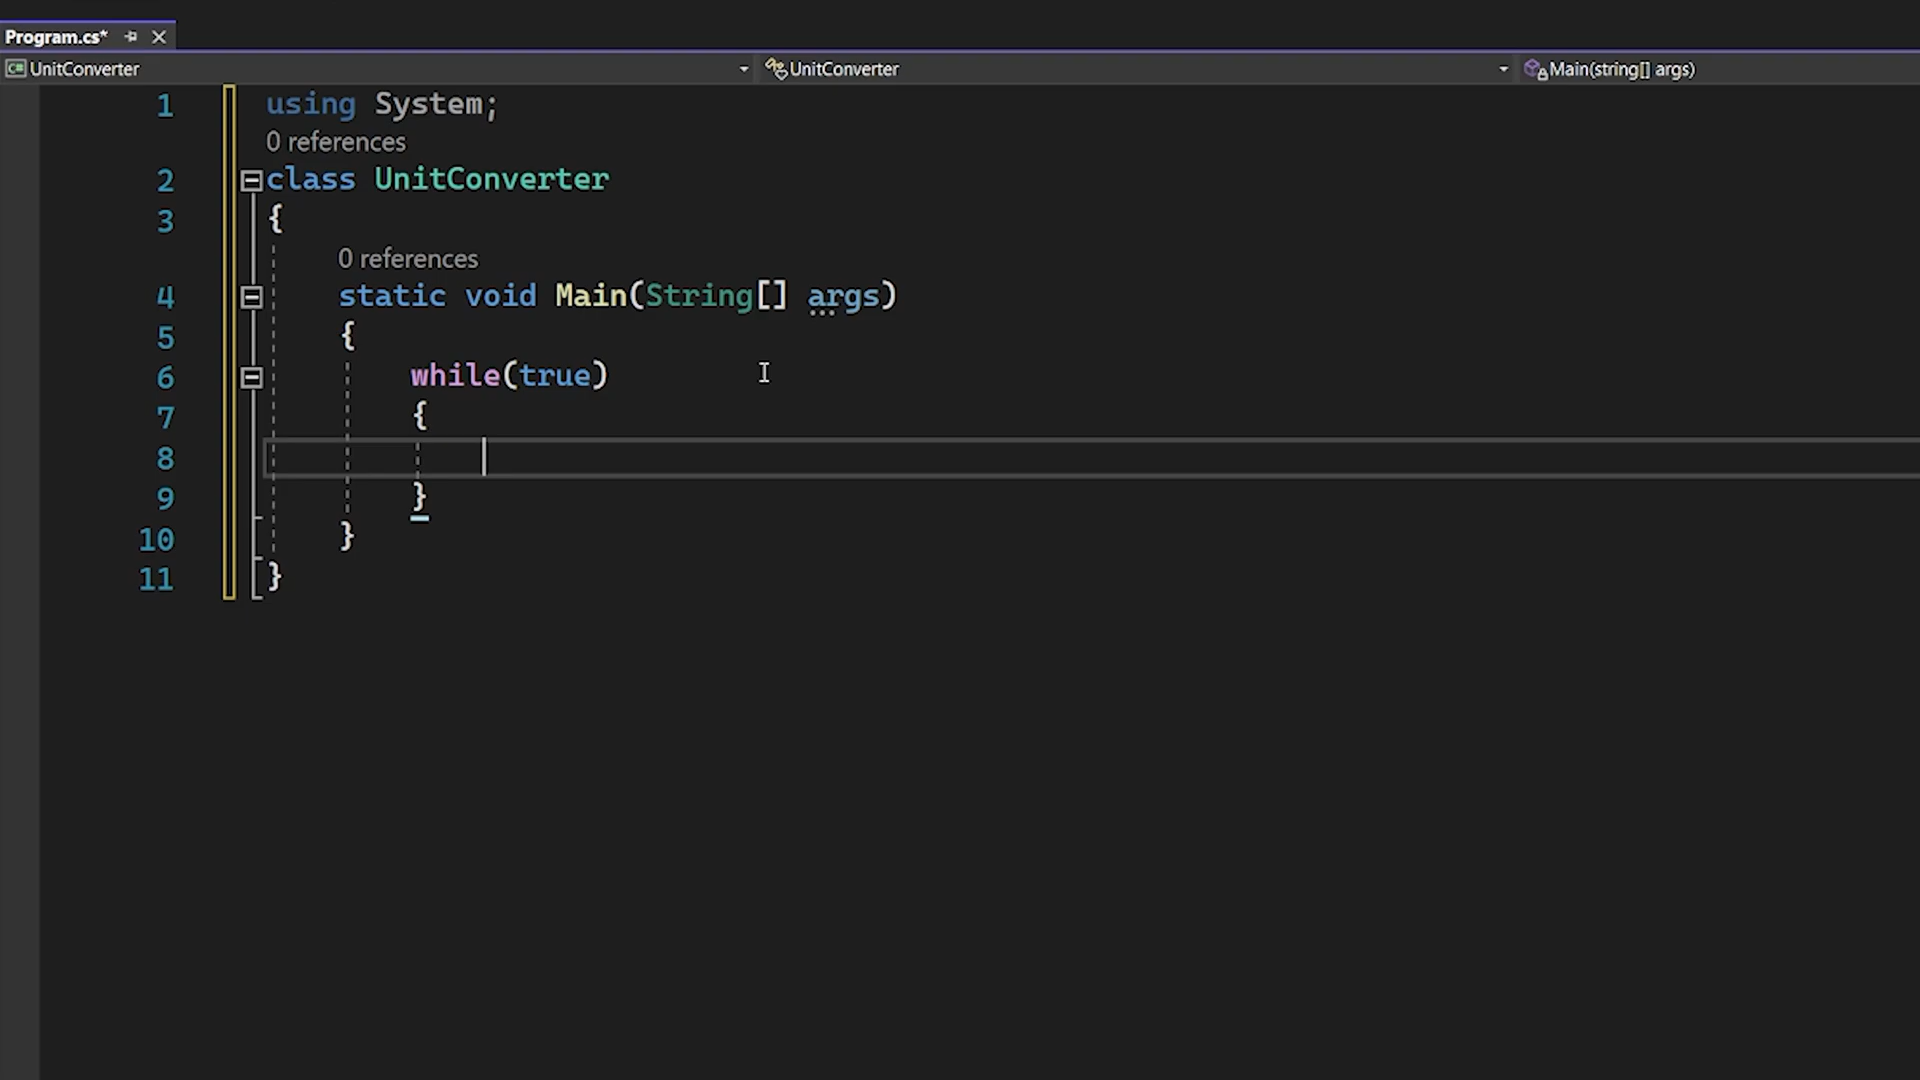 Program.cs*
UnitConverter UnitConverter Main(string[] args)
1 using System;
0 references
2 class UnitConverter
3 {
0 references
4 static void Main(String[] args)
5 {
6 while(true)
7 {
8
9 }
10 }
11 }